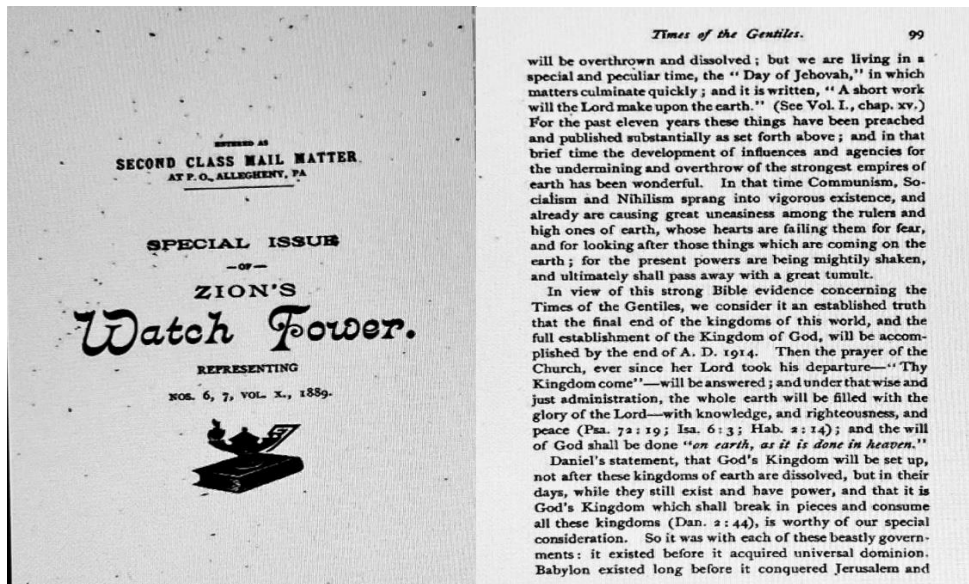 ENTERED AS
SECOND CLASS MAIL MATTER
AT P. O., ALLEGHENY, PA
SPECIAL ISSUE
—OF—
ZION'S
Watch Tower.
REPRESENTING
NOS. 6, 7, VOL. X., 1889.
Times of the Gentiles. 99
will be overthrown and dissolved; but we are living in a
special and peculiar time, the "Day of Jehovah," in which
matters culminate quickly; and it is written, "A short work
will the Lord make upon the earth." (See Vol. I., chap. xv.)
For the past eleven years these things have been preached
and published substantially as set forth above; and in that
brief time the development of influences and agencies for
the undermining and overthrow of the strongest empires of
earth has been wonderful. In that time Communism, So-
cialism and Nihilism sprang into vigorous existence, and
already are causing great uneasiness among the rulers and
high ones of earth, whose hearts are failing them for fear,
and for looking after those things which are coming on the
earth; for the present powers are being mightily shaken,
and ultimately shall pass away with a great tumult.
In view of this strong Bible evidence concerning the
Times of the Gentiles, we consider it an established truth
that the final end of the kingdoms of this world, and the
full establishment of the Kingdom of God, will be accom-
plished by the end of A. D. 1914. Then the prayer of the
Church, ever since her Lord took his departure—"Thy
Kingdom come"—will be answered; and under that wise and
just administration, the whole earth will be filled with the
glory of the Lord—with knowledge, and righteousness, and
peace (Psa. 72:19; Isa. 6:3; Hab. 2:14); and the will
of God shall be done "on earth, as it is done in heaven."
Daniel's statement, that God's Kingdom will be set up,
not after these kingdoms of earth are dissolved, but in their
days, while they still exist and have power, and that it is
God's Kingdom which shall break in pieces and consume
all these kingdoms (Dan. 2:44), is worthy of our special
consideration. So it was with each of these beastly govern-
ments: it existed before it acquired universal dominion.
Babylon existed long before it conquered Jerusalem and